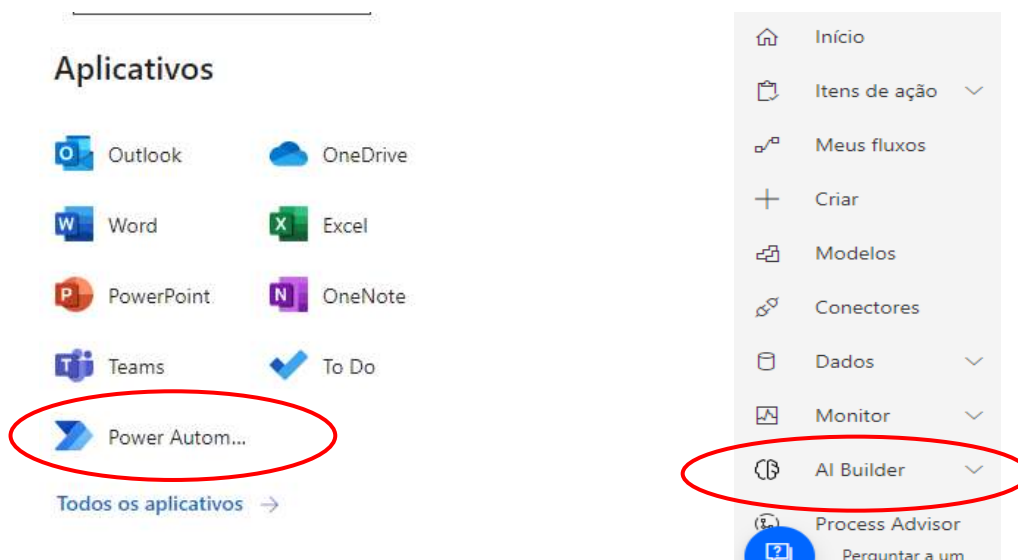 Aplicativos
Outlook
OneDrive
Word
Excel
PowerPoint
OneNote
Teams
To Do
Power Autom...
Todos os aplicativos
Início
Itens de ação
Meus fluxos
Criar
Modelos
Conectores
Dados
Monitor
AI Builder
Process Advisor
Perguntar a um